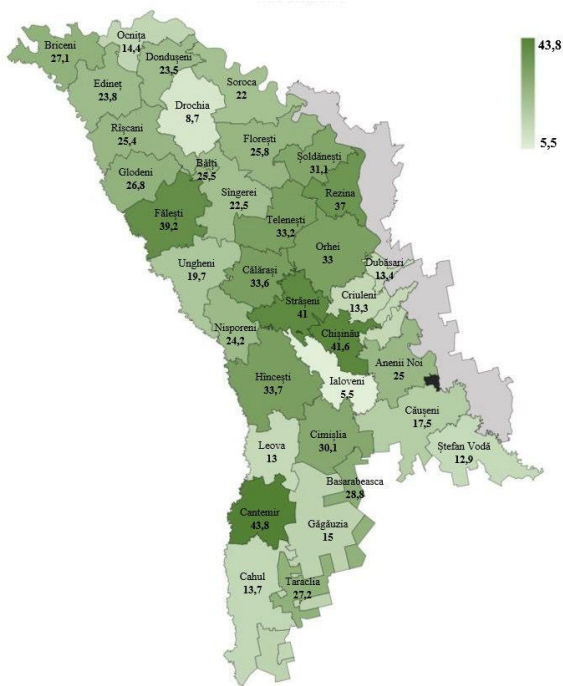 Ocnița
14,4
Briceni
27,1
Dondușeni
23,5
43,8
5,5
Edineț
23,8
Soroca
22
Drochia
8,7
Rîșcani
25,4
Florești
25,8
Șoldănești
31,1
Bălți
25,5
Glodeni
26,8
Sîngerei
22,5
Rezina
37
Fălești
39,2
Telenești
33,2
Orhei
33
Ungheni
19,7
Călărași
33,6
Dubăsari
13,4
Criuleni
13,3
Strășeni
41
Nisporeni
24,2
Chișinău
41,6
Anenii Noi
25
Ialoveni
5,5
Hîncești
33,7
Căușeni
17,5
Cimișlia
30,1
Leova
13
Ștefan Vodă
12,9
Basarabeasca
28,8
Cantemir
43,8
Găgăuzia
15
Cahul
13,7
Taraclia
27,2